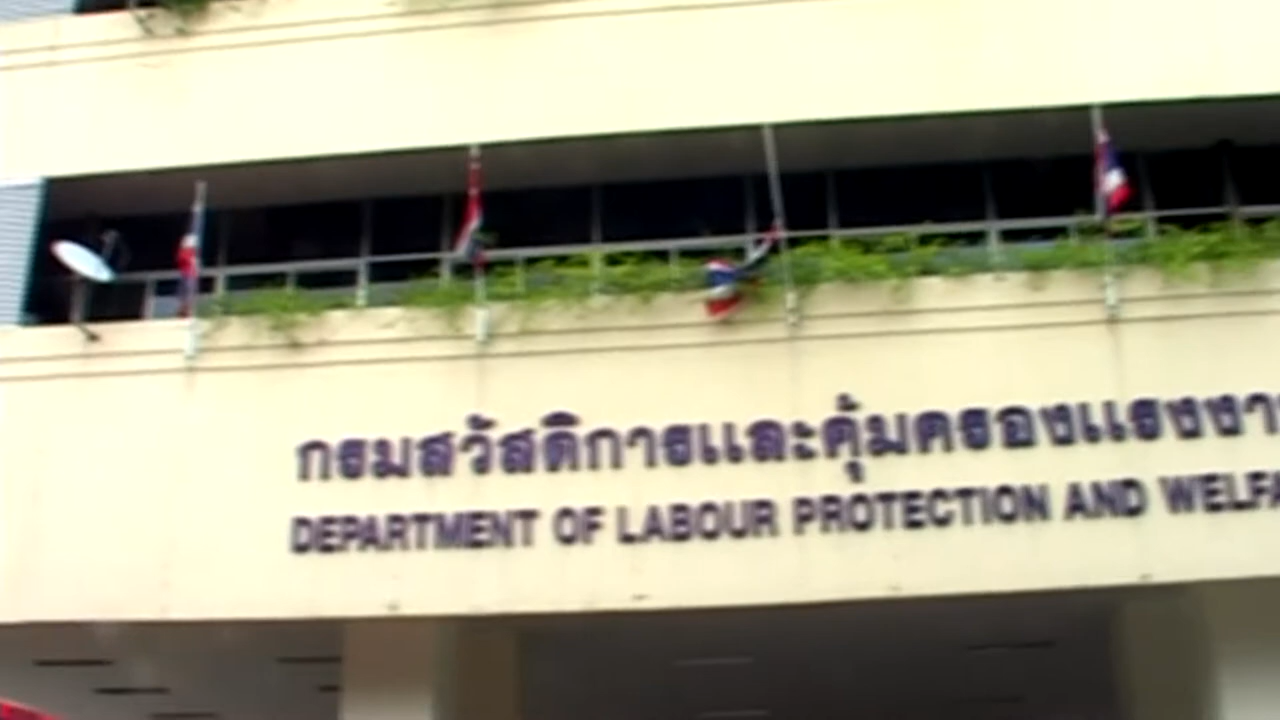 กรมสวัสดิการและคุ้มครองแรงงา
DEPARTMENT OF LABOUR PROTECTION AND WELFA